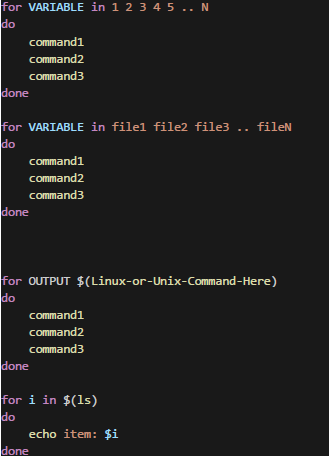 for VARIABLE in 1 2 3 4 5 .. N
do
    command1
    command2
    command3
done
for VARIABLE in file1 file2 file3 .. fileN
do
    command1
    command2
    command3
done
for OUTPUT $(Linux-or-Unix-Command-Here)
do
    command1
    command2
    command3
done
for i in $(ls)
do
    echo item: $i
done